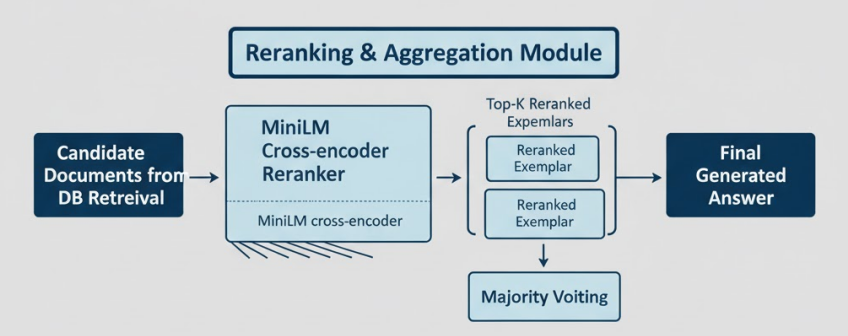 Reranking & Aggregation Module
Candidate
Documents from
DB Retreival
MiniLM
Cross-encoder
Reranker
MiniLM cross-encoder
Top-K Reranked
Expemlars
Reranked
Exemplar
Reranked
Exemplar
Majority Voiting
Final
Generated
Answer